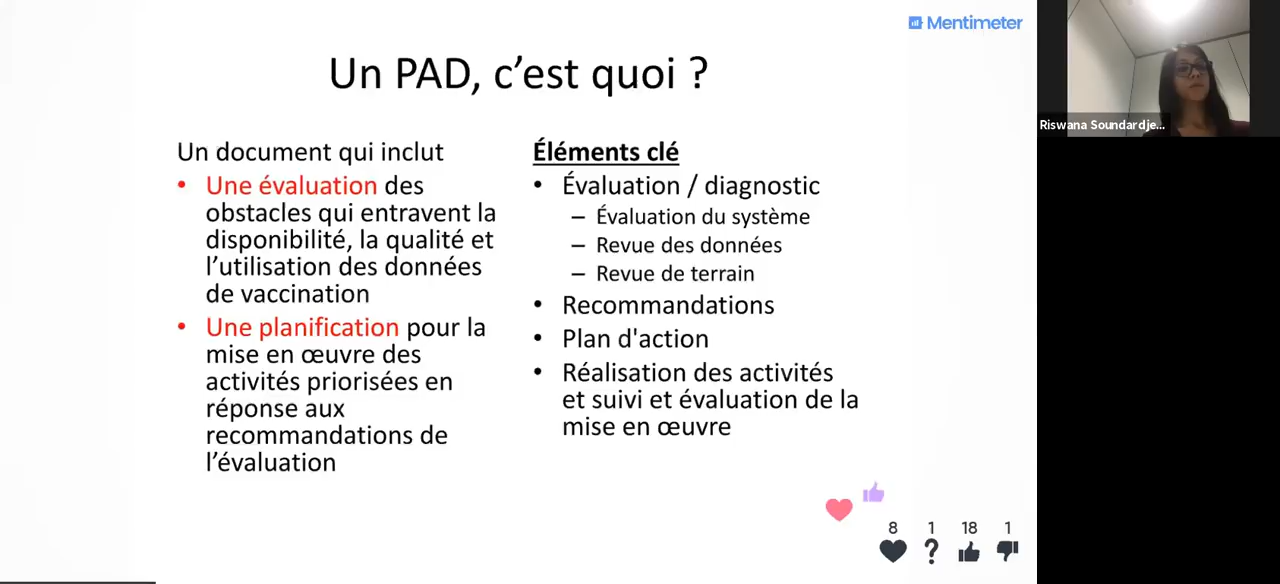 Mentimeter
Un PAD, c’est quoi ?
Un document qui inclut
• Une évaluation des
obstacles qui entravent la
disponibilité, la qualité et
l’utilisation des données
de vaccination
• Une planification pour la
mise en œuvre des
activités priorisées en
réponse aux
recommandations de
l’évaluation
Éléments clé
• Évaluation / diagnostic
– Évaluation du système
– Revue des données
– Revue de terrain
• Recommandations
• Plan d'action
• Réalisation des activités
et suivi et évaluation de la
mise en œuvre
8 1 18 1
Riswana Soundardje...